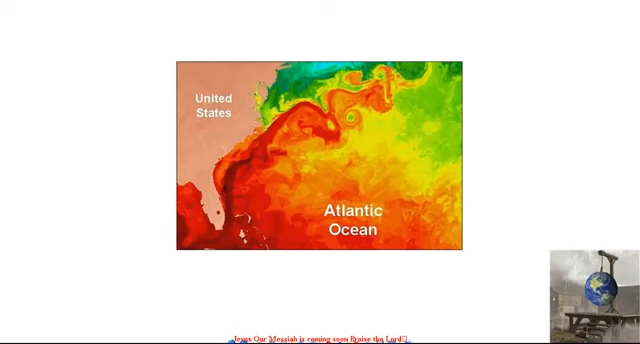 United
States
Atlantic
Ocean
Jesus Our Messiah is coming soon Praise the Lord